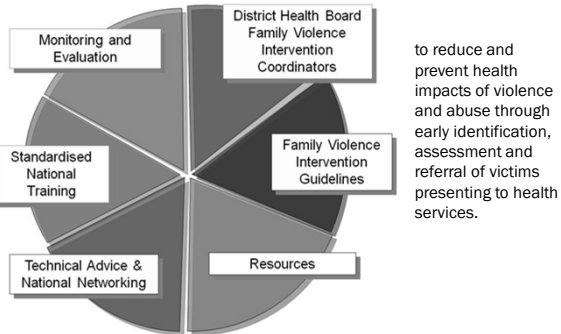 District Health Board
Family Violence
Intervention
Coordinators
Monitoring and
Evaluation
Family Violence
Intervention
Guidelines
Standardised
National
Training
Resources
Technical Advice &
National Networking
to reduce and
prevent health
impacts of violence
and abuse through
early identification,
assessment and
referral of victims
presenting to health
services.